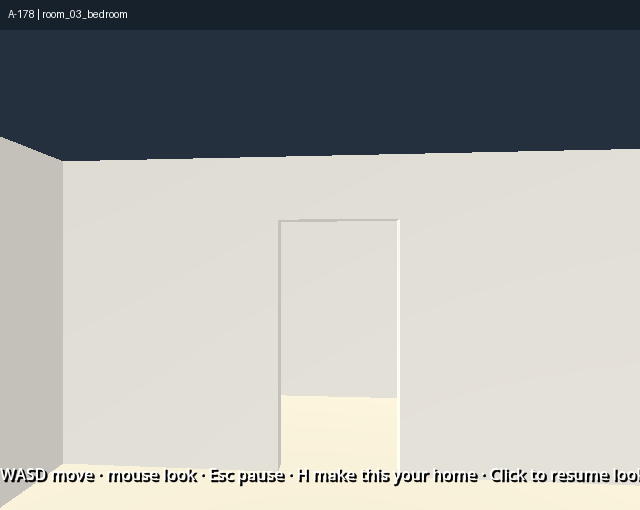 A-178 | room_03_bedroom
WASD move · mouse look · Esc pause · H make this your home · Click to resume loo